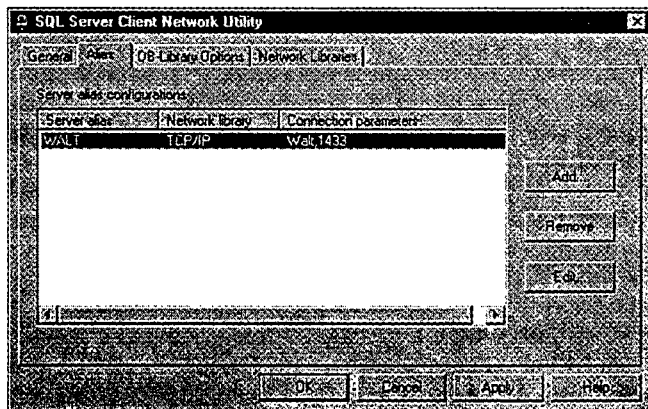 SQL Server Client Network Utility
General Alias DB-Library Options Network Libraries
Server alias configurations
Server alias Network library Connection parameters
WALT TCP/IP Walt,1433
Add...
Remove
Edit...
OK Cancel Apply Help